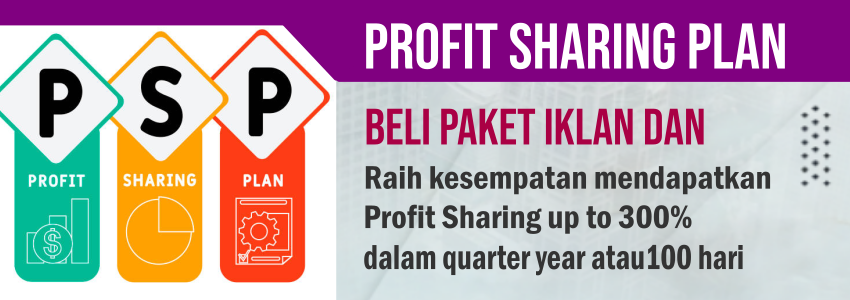 P S P
PROFIT SHARING PLAN
$
PROFIT SHARING PLAN
BELI PAKET IKLAN DAN
Raih kesempatan mendapatkan
Profit Sharing up to 300%
dalam quarter year atau100 hari